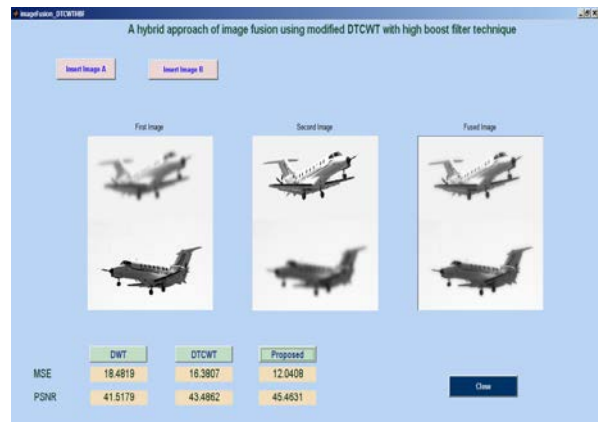 imagefusion_DTCWTHBF
A hybrid approach of image fusion using modified DTCWT with high boost filter technique
Insert Image A Insert Image B
First Image Second Image Fused Image
DWT DTCWT Proposed
MSE 18.4819 16.3807 12.0408
PSNR 41.5179 43.4862 45.4631
Close